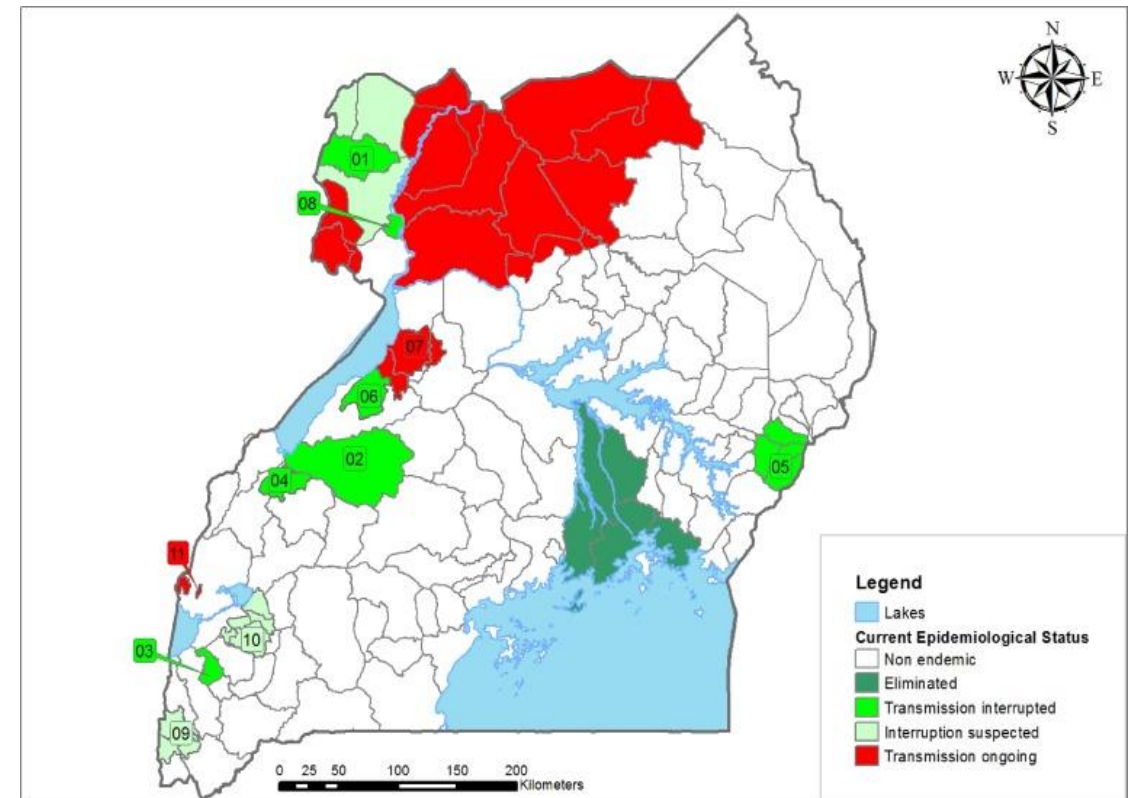 N
W E
S
01
08
07
06
02
04
05
11
10
03
09
0 25 50 100 150 200
Kilometers
Legend
Lakes
Current Epidemiological Status
Non endemic
Eliminated
Transmission interrupted
Interruption suspected
Transmission ongoing